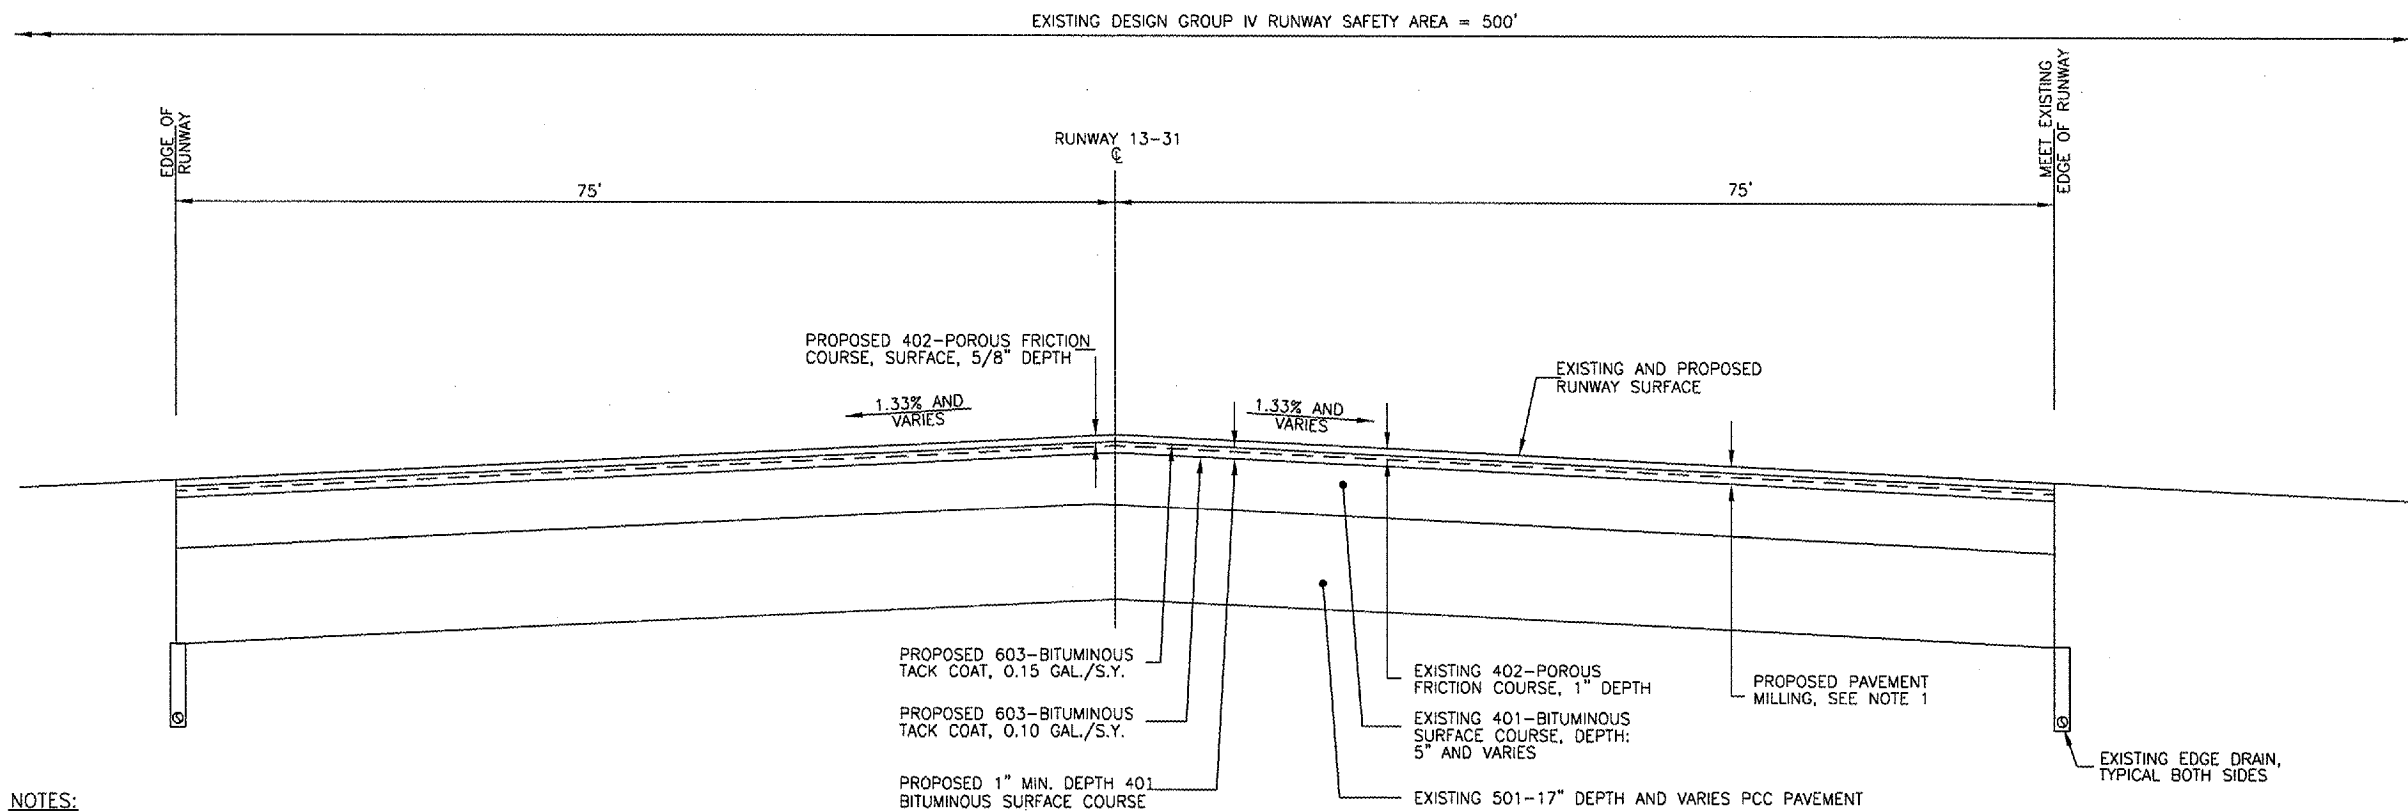 EXISTING DESIGN GROUP IV RUNWAY SAFETY AREA = 500'
EDGE OF
RUNWAY
RUNWAY 13-31
℄
MEET EXISTING
EDGE OF RUNWAY
75'
75'
PROPOSED 402-POROUS FRICTION
COURSE, SURFACE, 5/8" DEPTH
1.33% AND
VARIES
1.33% AND
VARIES
EXISTING AND PROPOSED
RUNWAY SURFACE
PROPOSED 603-BITUMINOUS
TACK COAT, 0.15 GAL./S.Y.
PROPOSED 603-BITUMINOUS
TACK COAT, 0.10 GAL./S.Y.
PROPOSED 1" MIN. DEPTH 401
BITUMINOUS SURFACE COURSE
EXISTING 402-POROUS
FRICTION COURSE, 1" DEPTH
EXISTING 401-BITUMINOUS
SURFACE COURSE, DEPTH:
5" AND VARIES
EXISTING 501-17" DEPTH AND VARIES PCC PAVEMENT
PROPOSED PAVEMENT
MILLING, SEE NOTE 1
EXISTING EDGE DRAIN,
TYPICAL BOTH SIDES
NOTES: